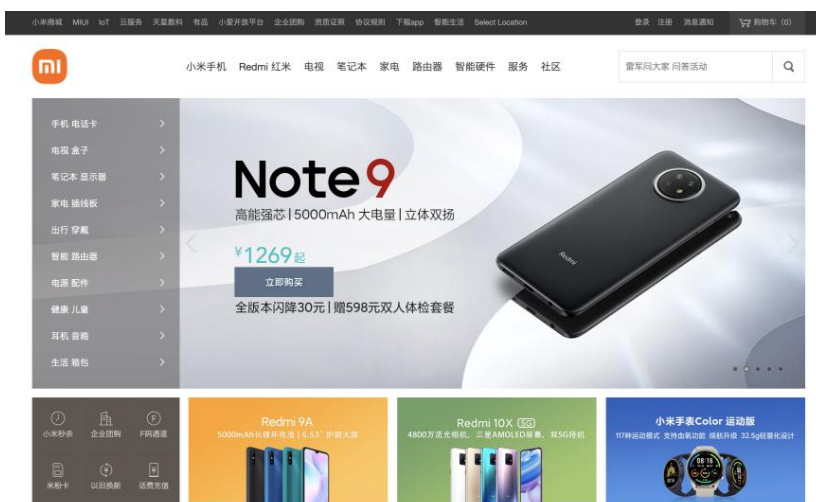 小米商城 MIUI IoT 云服务 天星数科 有品 小爱开放平台 企业团购 资质证照 协议规则 下载app 智能生活 Select Location
登录 注册 消息通知 购物车 (0)
小米手机 Redmi 红米 电视 笔记本 家电 路由器 智能硬件 服务 社区
雷军问大家 问答活动
手机 电话卡
电视 盒子
笔记本 显示器
家电 插线板
出行 穿戴
智能 路由器
电源 配件
健康 儿童
耳机 音箱
生活 箱包
Note 9
高能强芯|5000mAh 大电量|立体双扬
¥1269起
立即购买
全版本闪降30元|赠598元双人体检套餐
Redmi
小米秒杀 企业团购 F码通道
米粉卡 以旧换新 话费充值
Redmi 9A
5000mAh长循环电池 | 6.53" 护眼大屏
Redmi 10X 5G
4800万流光相机，三星AMOLED屏幕，双5G待机
小米手表Color 运动版
117种运动模式 支持血氧功能 续航升级 32.5g轻量化设计
08:16